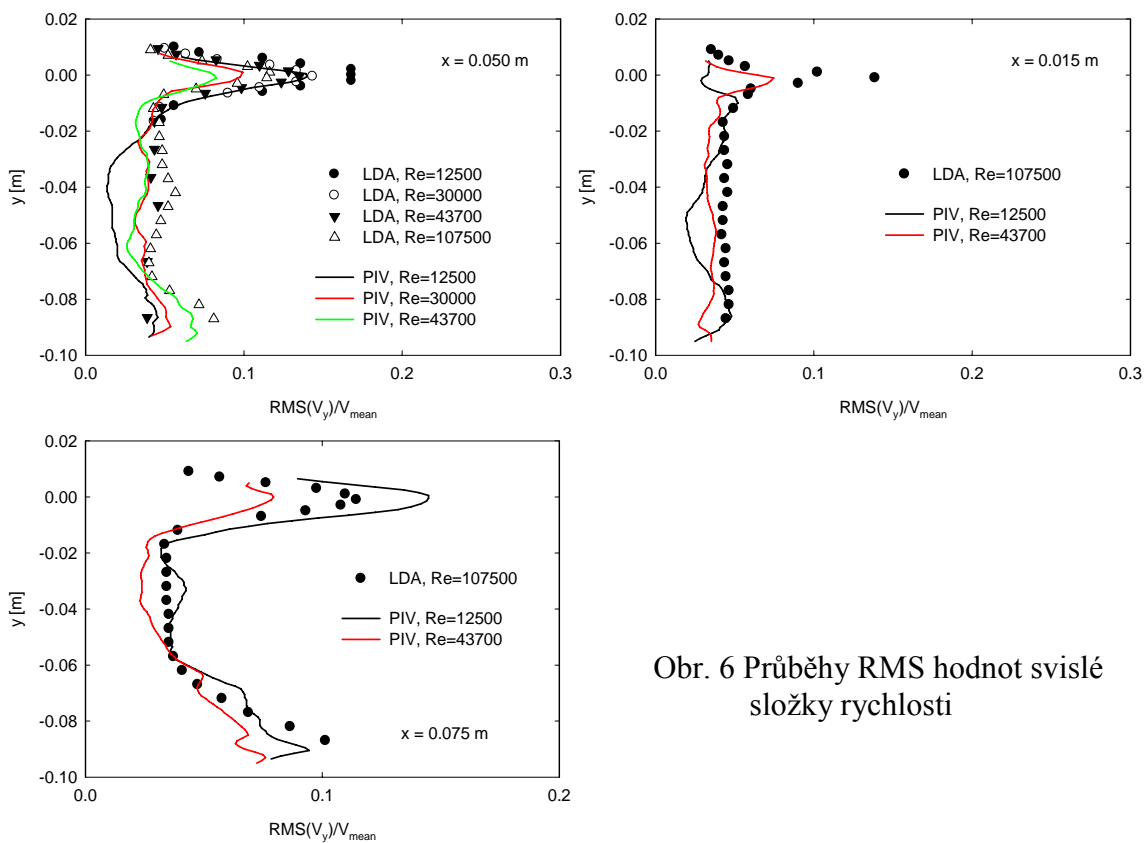 0.02
0.00
-0.02
-0.04
-0.06
-0.08
-0.10
y [m]
x = 0.050 m
LDA, Re=12500
LDA, Re=30000
LDA, Re=43700
LDA, Re=107500
PIV, Re=12500
PIV, Re=30000
PIV, Re=43700
0.0 0.1 0.2 0.3
RMS(Vy)/Vmean
0.02
0.00
-0.02
-0.04
-0.06
-0.08
-0.10
y [m]
x = 0.015 m
LDA, Re=107500
PIV, Re=12500
PIV, Re=43700
0.0 0.1 0.2 0.3
RMS(Vy)/Vmean
0.02
0.00
-0.02
-0.04
-0.06
-0.08
-0.10
y [m]
LDA, Re=107500
PIV, Re=12500
PIV, Re=43700
x = 0.075 m
0.0 0.1 0.2
RMS(Vy)/Vmean
Obr. 6 Průběhy RMS hodnot svislé
složky rychlosti